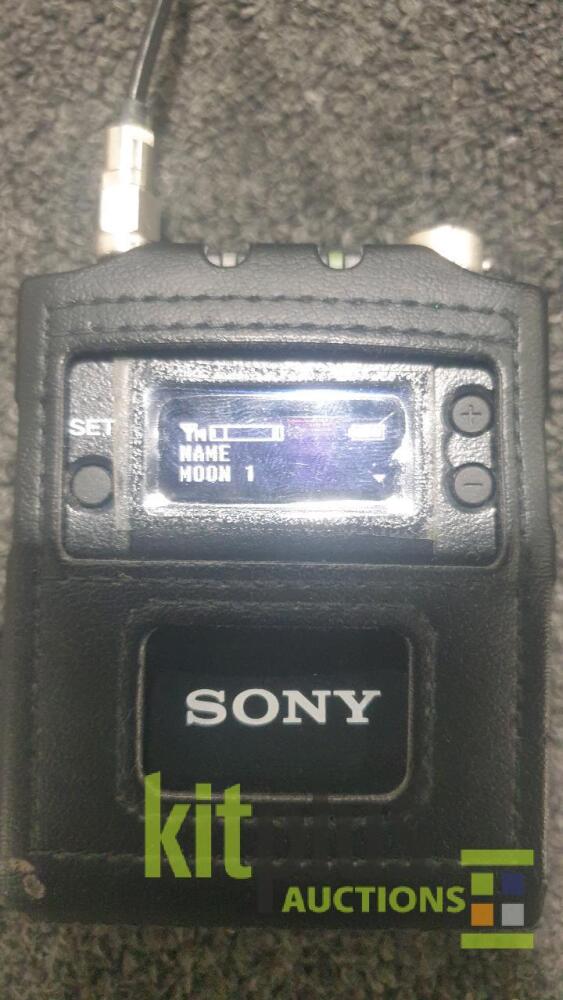 SET
NAME
MOON 1
+
-
SONY
kit
AUCTIONS